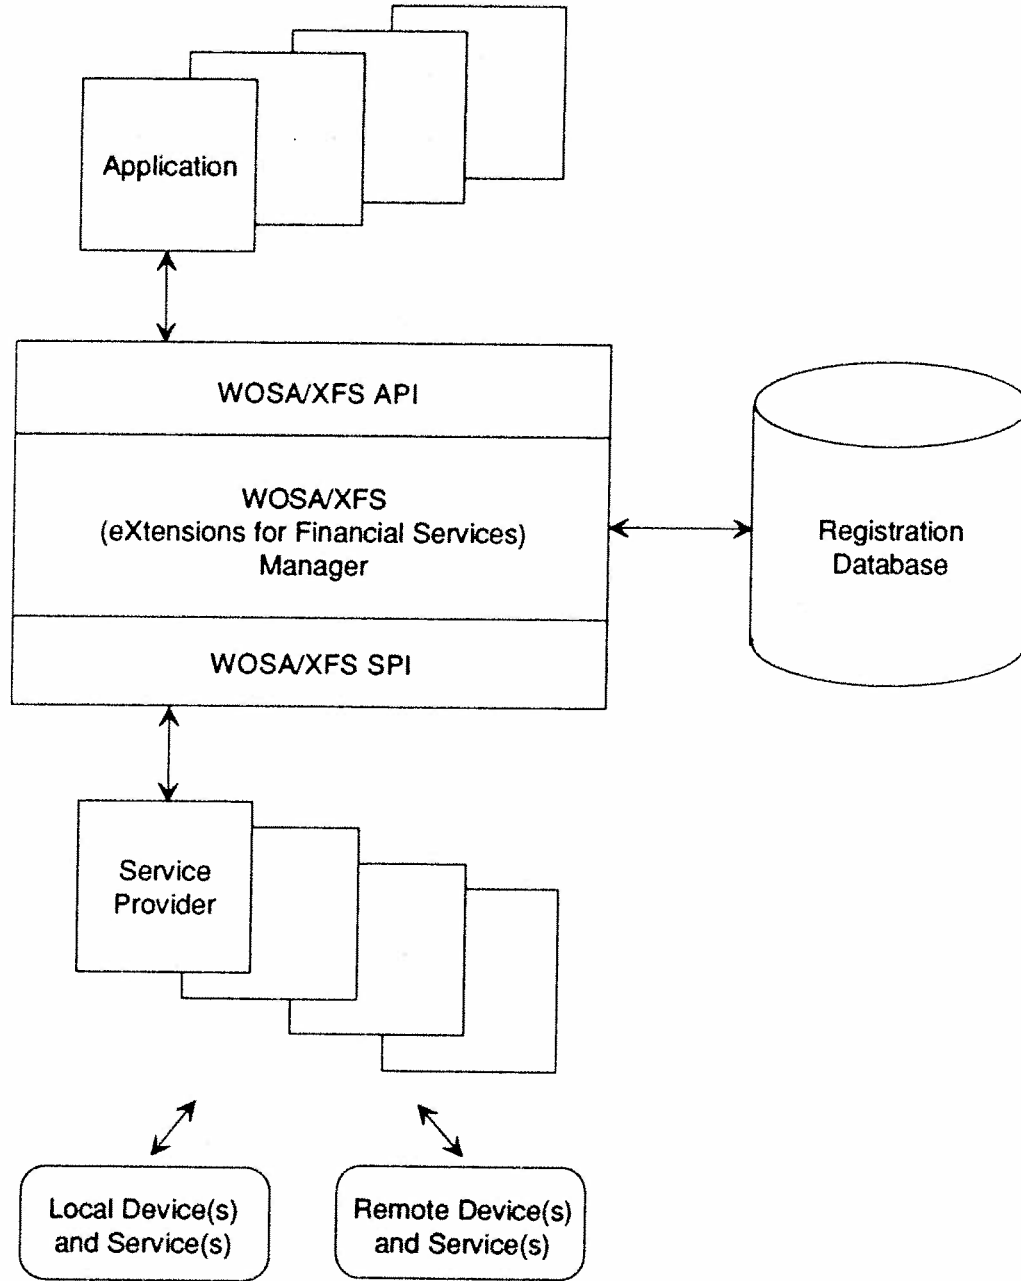 Application
WOSA/XFS API
WOSA/XFS
(eXtensions for Financial Services)
Manager
Registration
Database
WOSA/XFS SPI
Service
Provider
Local Device(s)
and Service(s)
Remote Device(s)
and Service(s)